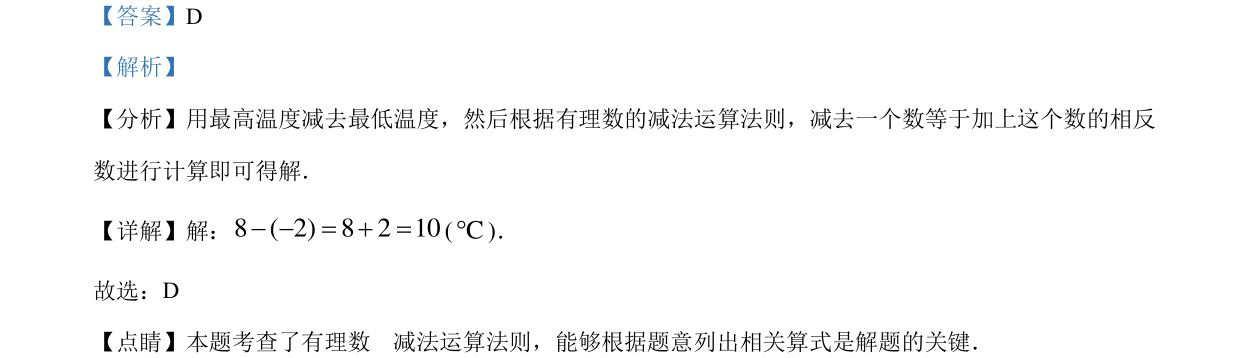 【答案】D
【解析】
【分析】用最高温度减去最低温度，然后根据有理数的减法运算法则，减去一个数等于加上这个数的相反
数进行计算即可得解．
【详解】解：8−(−2)=8+2=10(℃)．
故选：D
【点睛】本题考查了有理数 减法运算法则，能够根据题意列出相关算式是解题的关键．